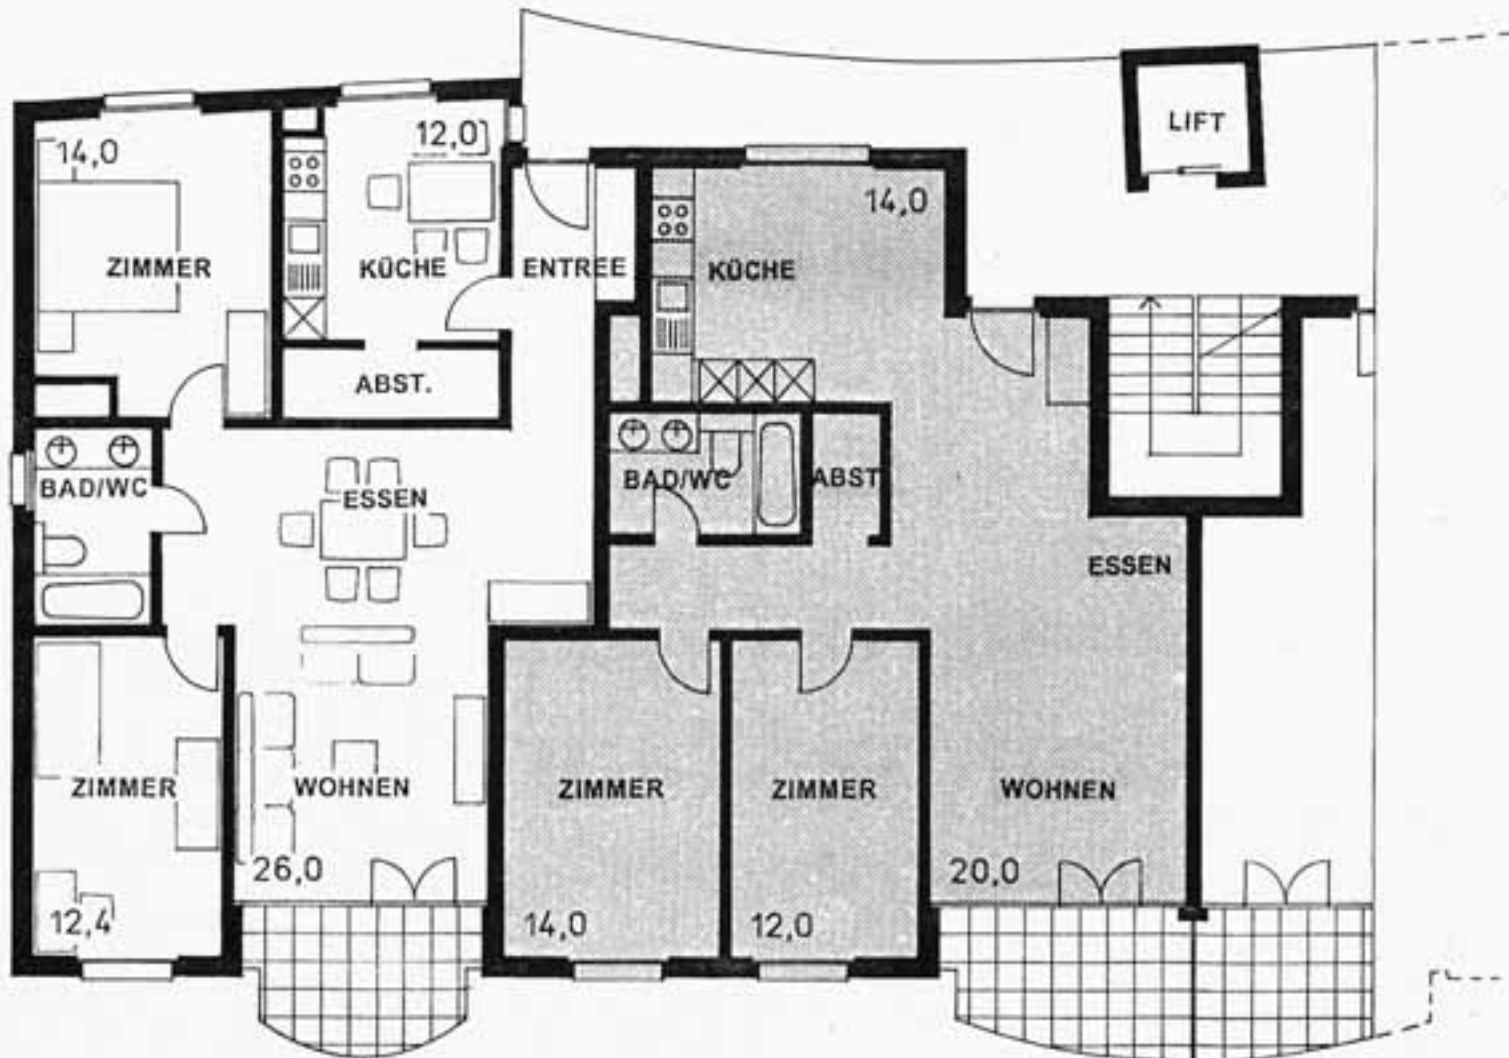 LIFT
14,0
12,0
14,0
ZIMMER
KÜCHE
ENTREE
KÜCHE
ABST.
BAD/WC
ESSEN
BAD/WC
ABST
ESSEN
ZIMMER
WOHNEN
ZIMMER
ZIMMER
WOHNEN
26,0
20,0
12,4
14,0
12,0